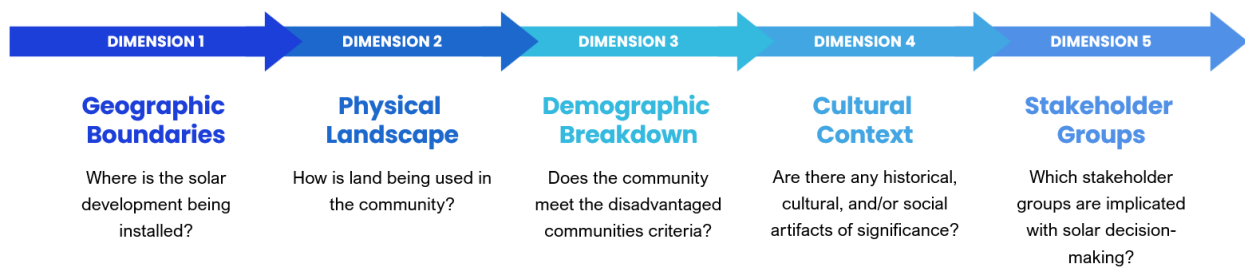 DIMENSION 1
DIMENSION 2
DIMENSION 3
DIMENSION 4
DIMENSION 5
Geographic
Boundaries
Where is the solar
development being
installed?
Physical
Landscape
How is land being used in
the community?
Demographic
Breakdown
Does the community
meet the disadvantaged
communities criteria?
Cultural
Context
Are there any historical,
cultural, and/or social
artifacts of significance?
Stakeholder
Groups
Which stakeholder
groups are implicated
with solar decision-
making?